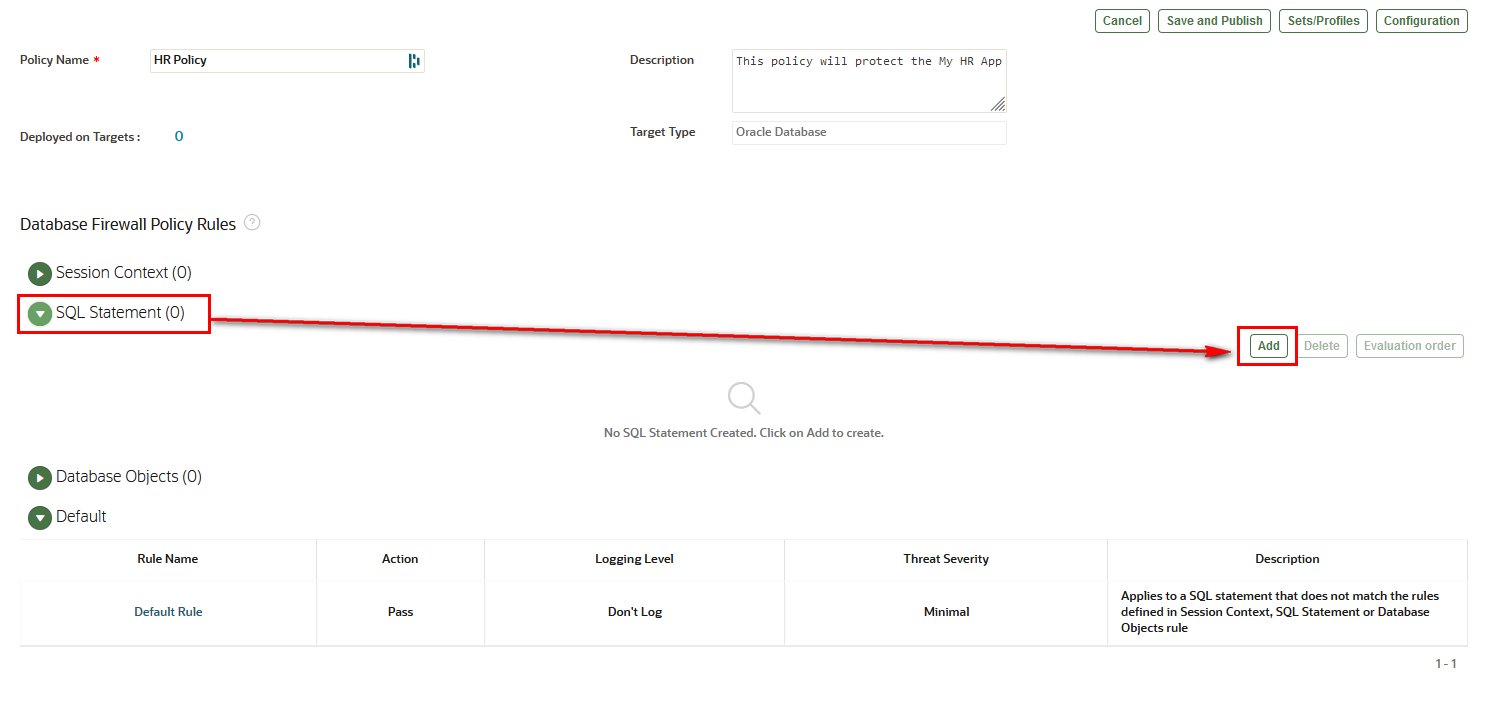 Cancel Save and Publish Sets/Profiles Configuration
Policy Name * HR Policy
Description This policy will protect the My HR App
Deployed on Targets : 0
Target Type Oracle Database
Database Firewall Policy Rules ?
Session Context (0)
SQL Statement (0)
Add Delete Evaluation order
No SQL Statement Created. Click on Add to create.
Database Objects (0)
Default
Rule Name Action Logging Level Threat Severity Description
Default Rule Pass Don't Log Minimal
Applies to a SQL statement that does not match the rules
defined in Session Context, SQL Statement or Database
Objects rule
1 - 1